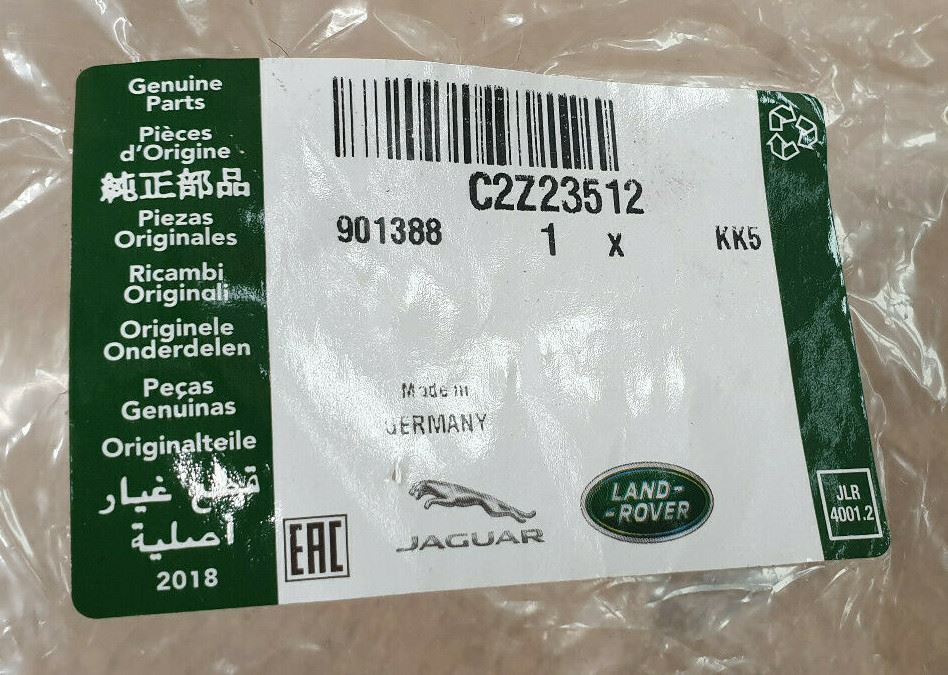 Genuine
Parts
Pièces
d'Origine
純正部品
Piezas
Originales
Ricambi
Originali
Originele
Onderdelen
Peças
Genuinas
Originalteile
قطع غيار
أصلية
2018
C2Z23512
901388 1 x KK5
Made in
GERMANY
EAC
JAGUAR
LAND-
-ROVER
JLR
4001.2